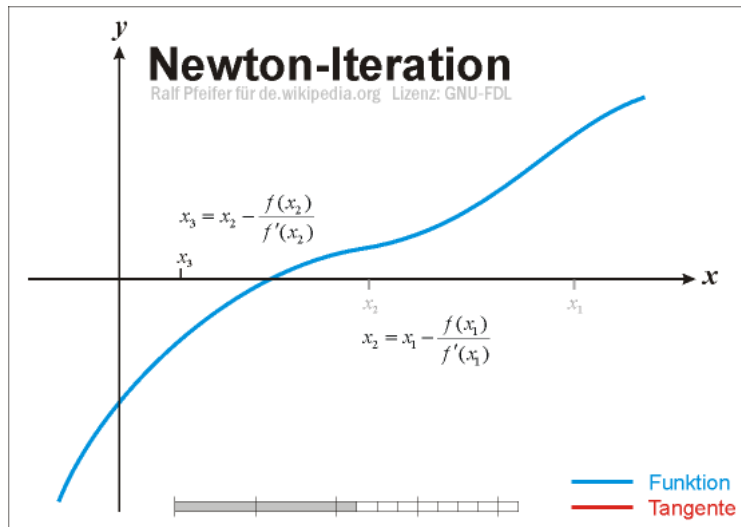 y
Newton-Iteration
Ralf Pfeifer für de.wikipedia.org Lizenz: GNU-FDL
x₃ = x₂ − f(x₂)/f'(x₂)
x₃
x
x₂
x₁
x₂ = x₁ − f(x₁)/f'(x₁)
Funktion
Tangente